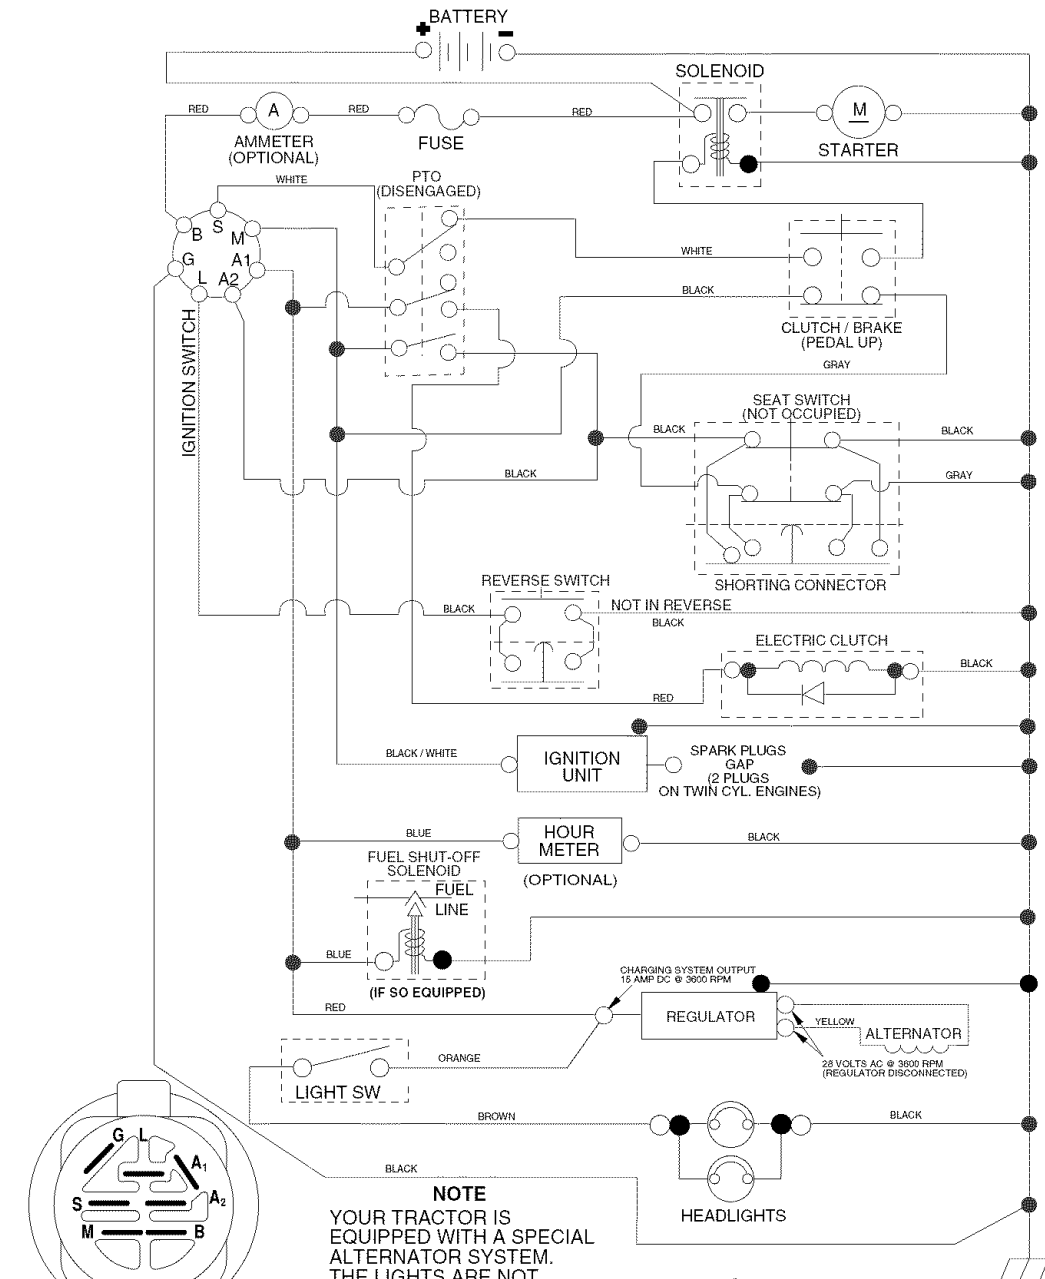 BATTERY
+
-
SOLENOID
RED
A
RED
FUSE
RED
M
AMMETER
(OPTIONAL)
STARTER
WHITE
PTO
(DISENGAGED)
S
B
M
G
A1
L
A2
IGNITION SWITCH
WHITE
BLACK
CLUTCH / BRAKE
(PEDAL UP)
GRAY
SEAT SWITCH
(NOT OCCUPIED)
BLACK
BLACK
BLACK
GRAY
SHORTING CONNECTOR
REVERSE SWITCH
BLACK
NOT IN REVERSE
BLACK
ELECTRIC CLUTCH
BLACK
RED
BLACK / WHITE
IGNITION
UNIT
SPARK PLUGS
GAP
(2 PLUGS
ON TWIN CYL. ENGINES)
BLUE
HOUR
METER
(OPTIONAL)
BLACK
FUEL SHUT-OFF
SOLENOID
FUEL
LINE
BLUE
(IF SO EQUIPPED)
CHARGING SYSTEM OUTPUT
15 AMP DC @ 3600 RPM
RED
REGULATOR
YELLOW
ALTERNATOR
28 VOLTS AC @ 3600 RPM
(REGULATOR DISCONNECTED)
LIGHT SW
ORANGE
BROWN
BLACK
HEADLIGHTS
BLACK
G
L
A1
S
A2
M
B
NOTE
YOUR TRACTOR IS
EQUIPPED WITH A SPECIAL
ALTERNATOR SYSTEM.
THE LIGHTS ARE NOT